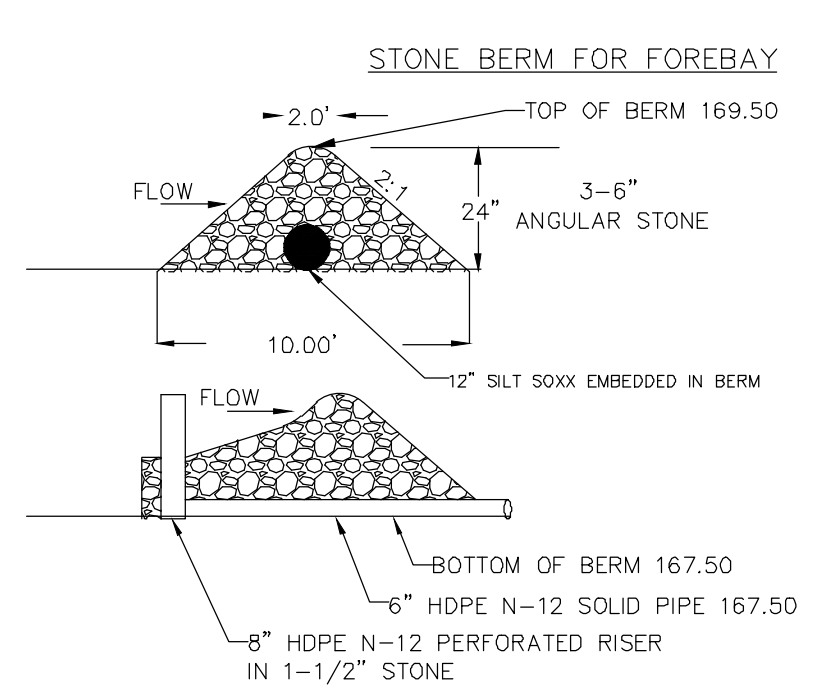 STONE BERM FOR FOREBAY
2.0'
TOP OF BERM 169.50
FLOW
2:1
24"
3-6"
ANGULAR STONE
10.00'
12" SILT SOXX EMBEDDED IN BERM
FLOW
BOTTOM OF BERM 167.50
6" HDPE N-12 SOLID PIPE 167.50
8" HDPE N-12 PERFORATED RISER
IN 1-1/2" STONE